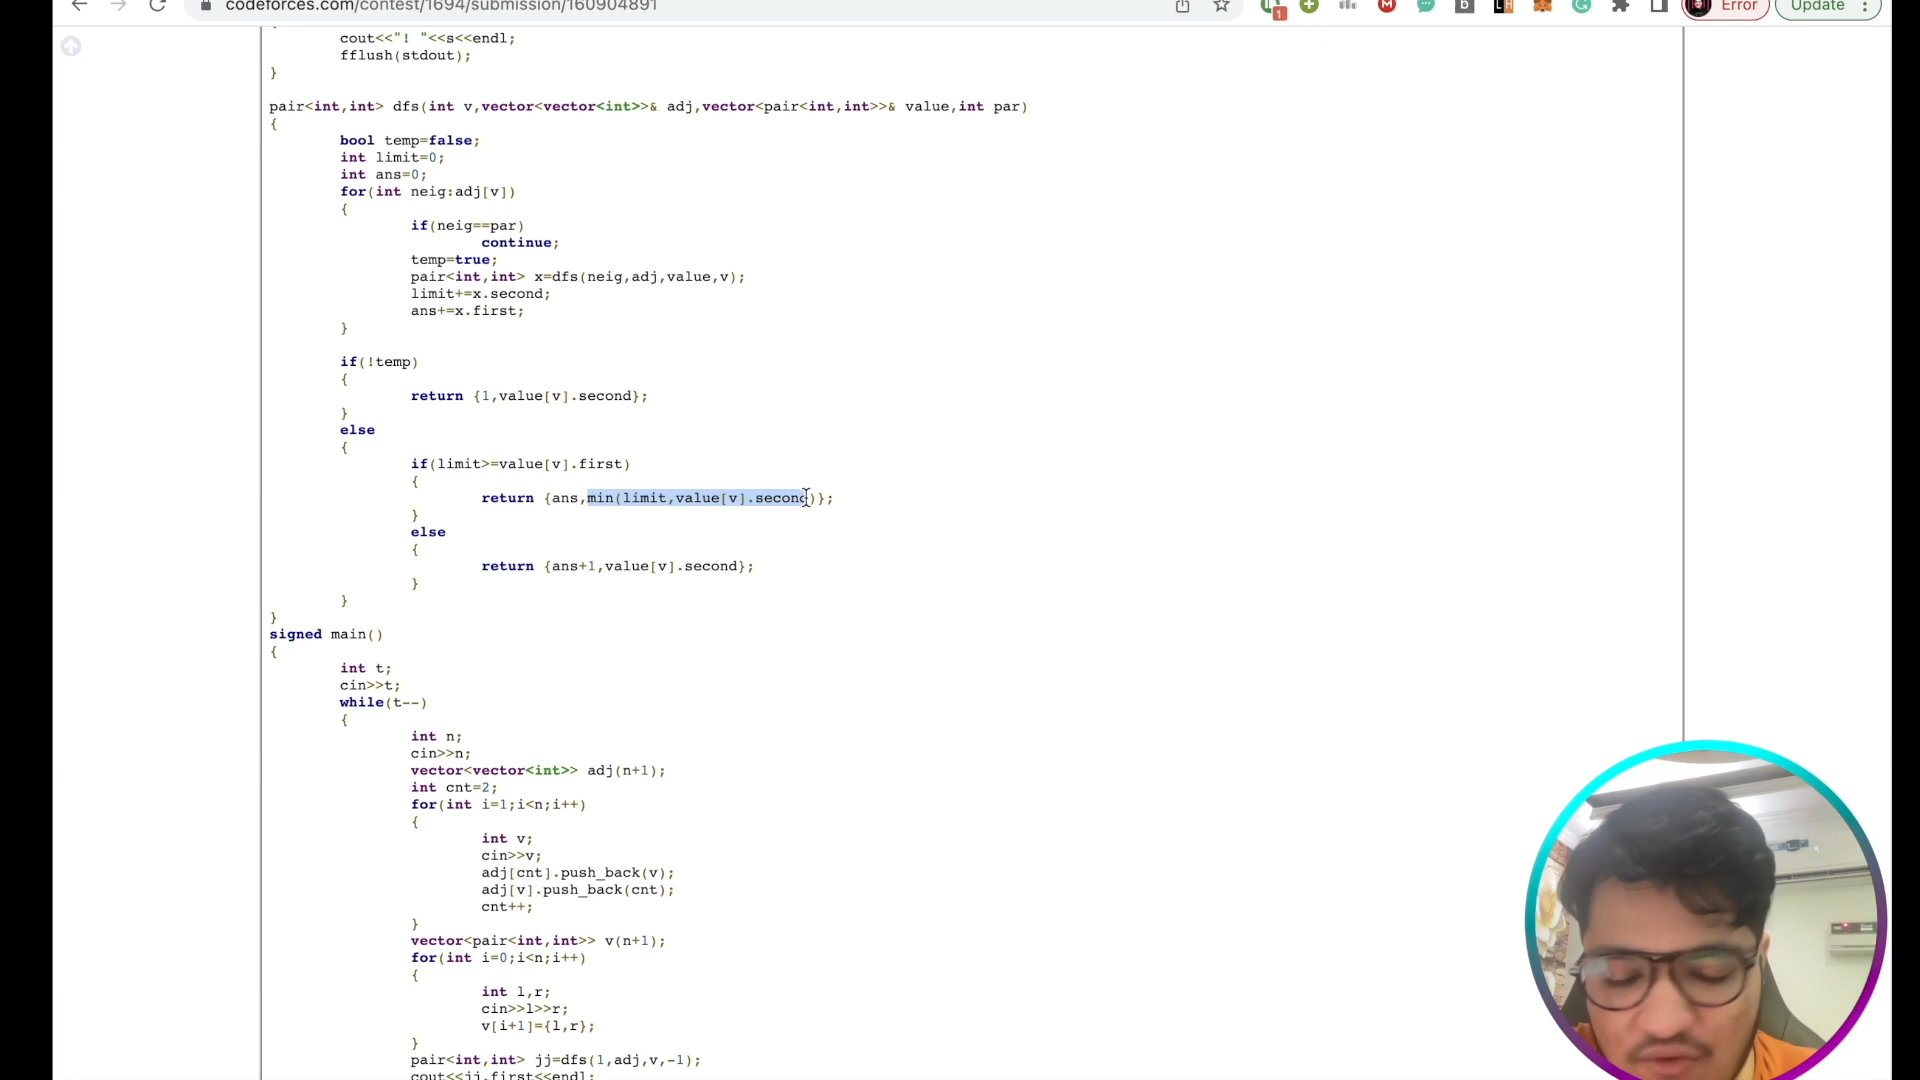 codeforces.com/contest/1694/submission/160904891
1
M
b
LH
G
Error
Update
cout<<"! "<<s<<endl;
fflush(stdout);
}
pair<int,int> dfs(int v,vector<vector<int>>& adj,vector<pair<int,int>>& value,int par)
{
bool temp=false;
int limit=0;
int ans=0;
for(int neig:adj[v])
{
if(neig==par)
continue;
temp=true;
pair<int,int> x=dfs(neig,adj,value,v);
limit+=x.second;
ans+=x.first;
}
if(!temp)
{
return {1,value[v].second};
}
else
{
if(limit>=value[v].first)
{
return {ans,min(limit,value[v].second)};
}
else
{
return {ans+1,value[v].second};
}
}
}
signed main()
{
int t;
cin>>t;
while(t--)
{
int n;
cin>>n;
vector<vector<int>> adj(n+1);
int cnt=2;
for(int i=1;i<n;i++)
{
int v;
cin>>v;
adj[cnt].push_back(v);
adj[v].push_back(cnt);
cnt++;
}
vector<pair<int,int>> v(n+1);
for(int i=0;i<n;i++)
{
int l,r;
cin>>l>>r;
v[i+1]={l,r};
}
pair<int,int> jj=dfs(1,adj,v,-1);
cout<<jj.first<<endl;